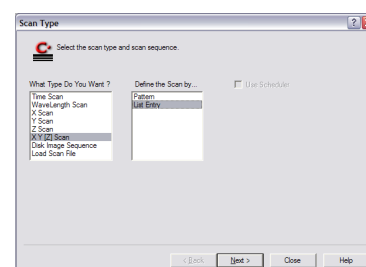 Scan Type
?
Select the scan type and scan sequence.
What Type Do You Want ?
Define the Scan by...
Use Scheduler
Time Scan
WaveLength Scan
X Scan
Y Scan
Z Scan
X Y [Z] Scan
Disk Image Sequence
Load Scan File
Pattern
List Entry
< Back
Next >
Close
Help